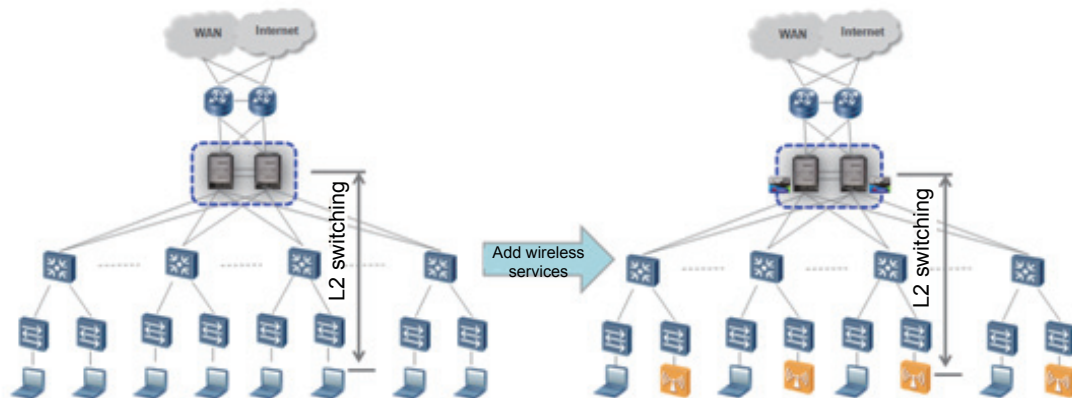 WAN
Internet
L2 switching
Add wireless
services
WAN
Internet
L2 switching